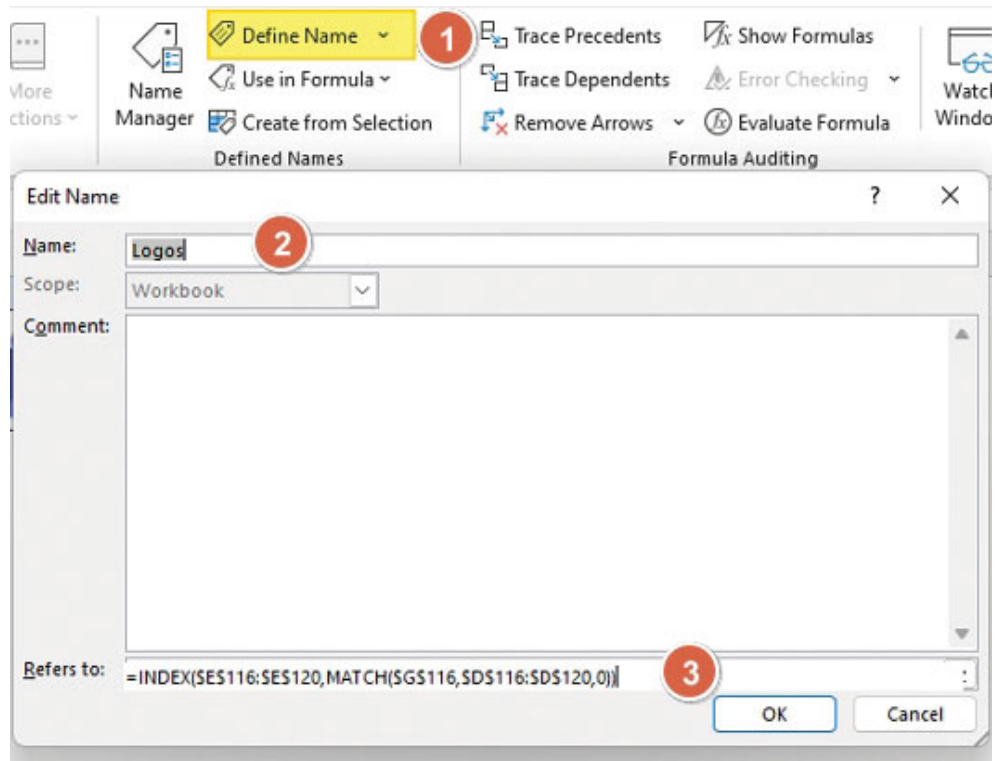 Define Name
1
Trace Precedents
Show Formulas
More
Name
Use in Formula
Trace Dependents
Error Checking
Watch
ctions
Manager
Create from Selection
Remove Arrows
Evaluate Formula
Windo
Defined Names
Formula Auditing
Edit Name
?
Name:
Logos
2
Scope:
Workbook
Comment:
Refers to:
=INDEX($E$116:$E$120,MATCH($G$116,$D$116:$D$120,0))
3
OK
Cancel